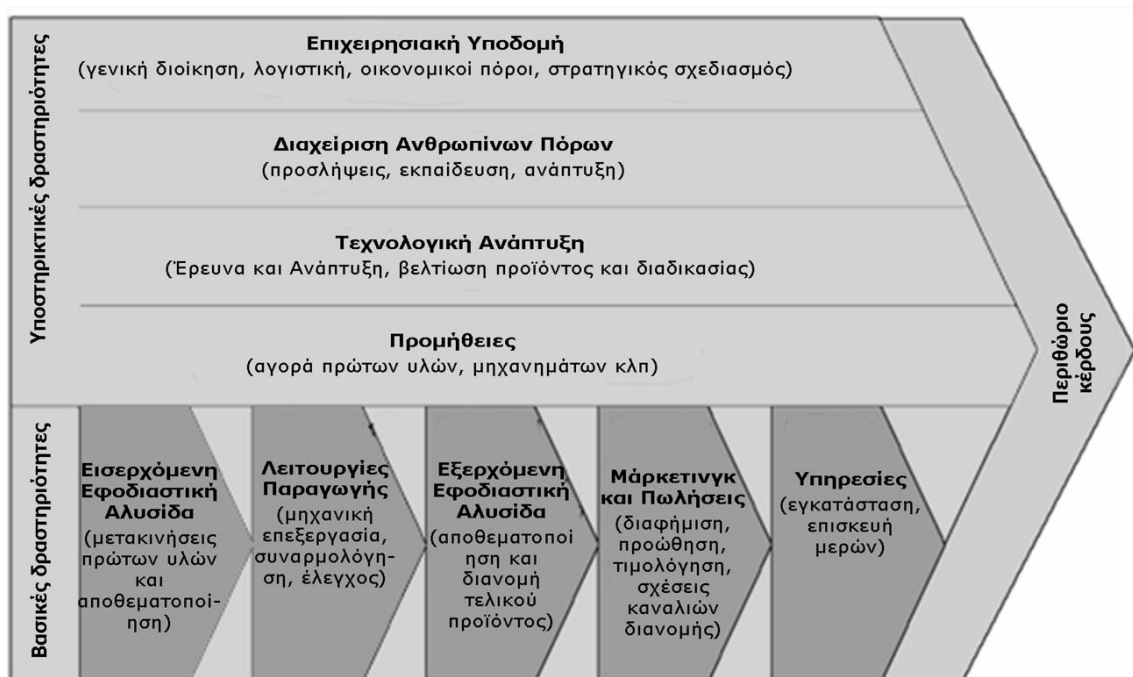 Υποστηρικτικές δραστηριότητες
Επιχειρησιακή Υποδομή
(γενική διοίκηση, λογιστική, οικονομικοί πόροι, στρατηγικός σχεδιασμός)
Διαχείριση Ανθρωπίνων Πόρων
(προσλήψεις, εκπαίδευση, ανάπτυξη)
Τεχνολογική Ανάπτυξη
(Έρευνα και Ανάπτυξη, βελτίωση προϊόντος και διαδικασίας)
Προμήθειες
(αγορά πρώτων υλών, μηχανημάτων κλπ)
Βασικές δραστηριότητες
Εισερχόμενη
Εφοδιαστική
Αλυσίδα
(μετακινήσεις
πρώτων υλών
και
αποθεματοποί-
ηση)
Λειτουργίες
Παραγωγής
(μηχανική
επεξεργασία,
συναρμολόγη-
ση, έλεγχος)
Εξερχόμενη
Εφοδιαστική
Αλυσίδα
(αποθεματοποί
ηση και
διανομή
τελικού
προϊόντος)
Μάρκετινγκ
και Πωλήσεις
(διαφήμιση,
προώθηση,
τιμολόγηση,
σχέσεις
καναλιών
διανομής)
Υπηρεσίες
(εγκατάσταση,
επισκευή
μερών)
Περιθώριο
κέρδους